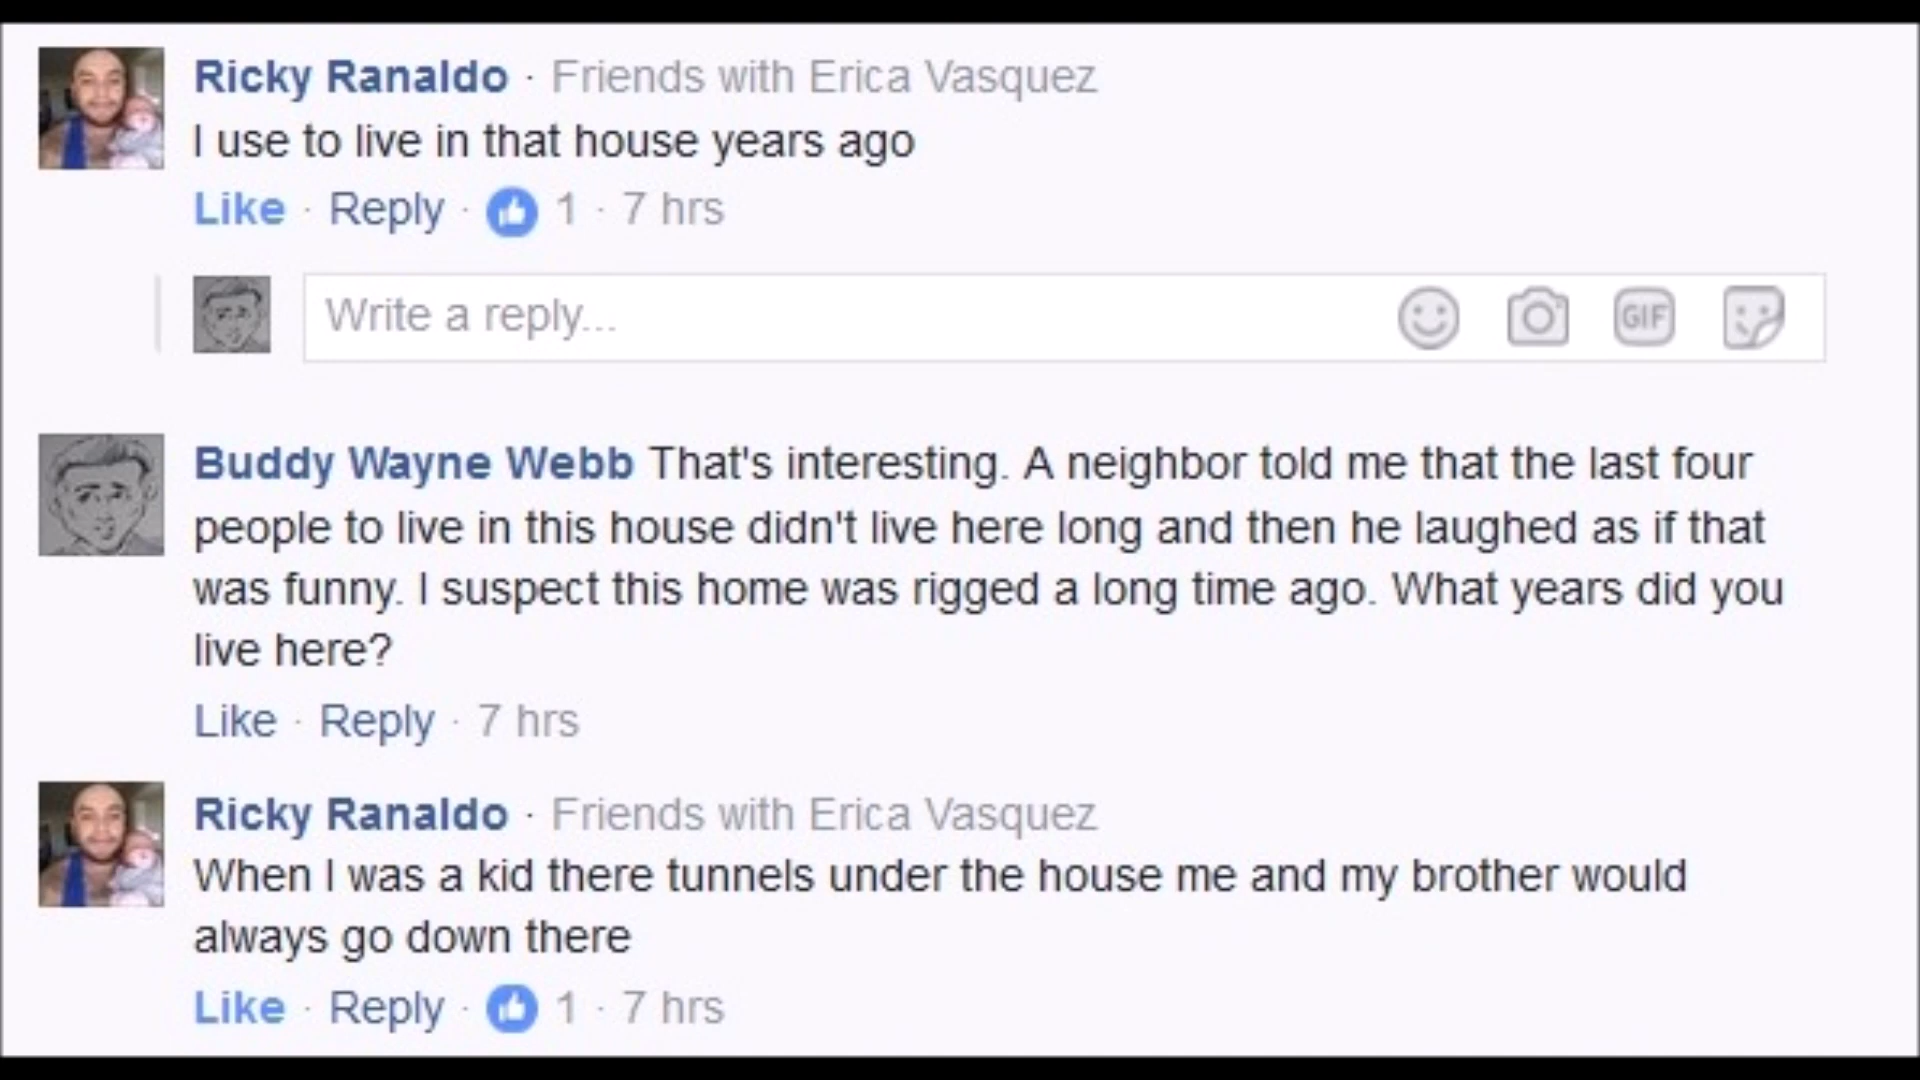 Ricky Ranaldo · Friends with Erica Vasquez
I use to live in that house years ago
Like · Reply · 1 · 7 hrs
Write a reply...
GIF
Buddy Wayne Webb That's interesting. A neighbor told me that the last four
people to live in this house didn't live here long and then he laughed as if that
was funny. I suspect this home was rigged a long time ago. What years did you
live here?
Like · Reply · 7 hrs
Ricky Ranaldo · Friends with Erica Vasquez
When I was a kid there tunnels under the house me and my brother would
always go down there
Like · Reply · 1 · 7 hrs